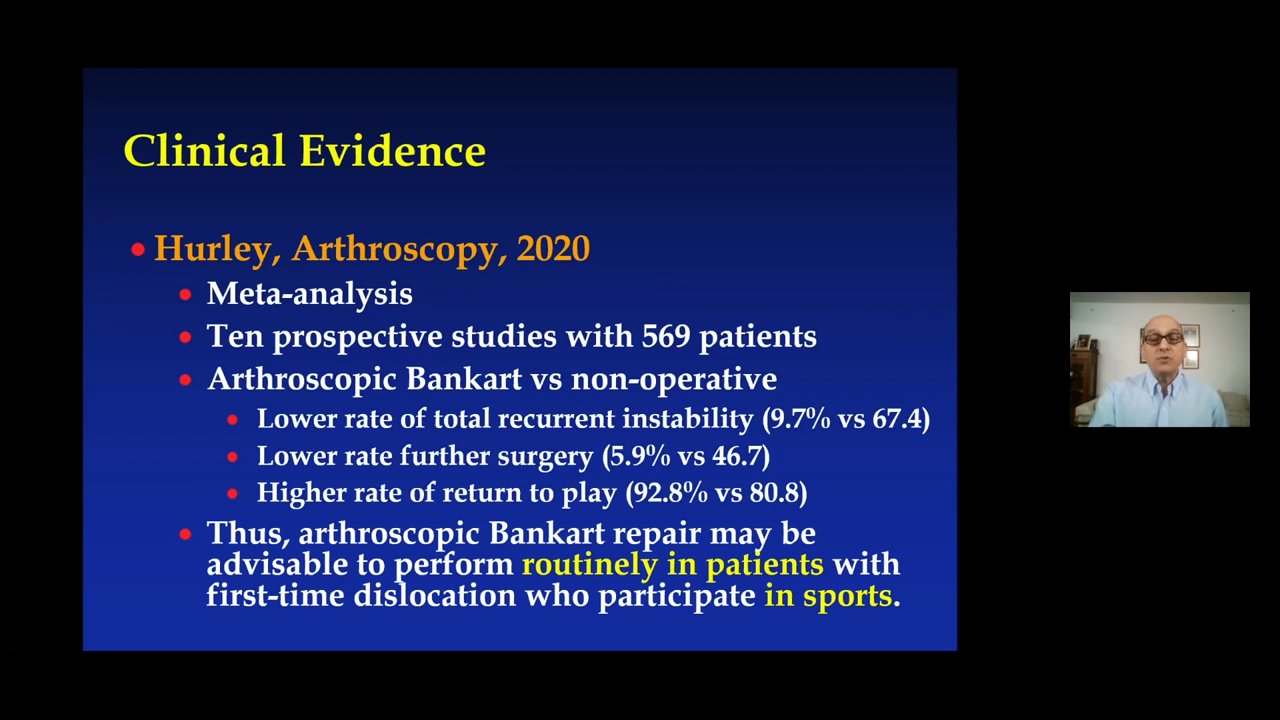 Clinical Evidence
Hurley, Arthroscopy, 2020
Meta-analysis
Ten prospective studies with 569 patients
Arthroscopic Bankart vs non-operative
Lower rate of total recurrent instability (9.7% vs 67.4)
Lower rate further surgery (5.9% vs 46.7)
Higher rate of return to play (92.8% vs 80.8)
Thus, arthroscopic Bankart repair may be
advisable to perform routinely in patients with
first-time dislocation who participate in sports.